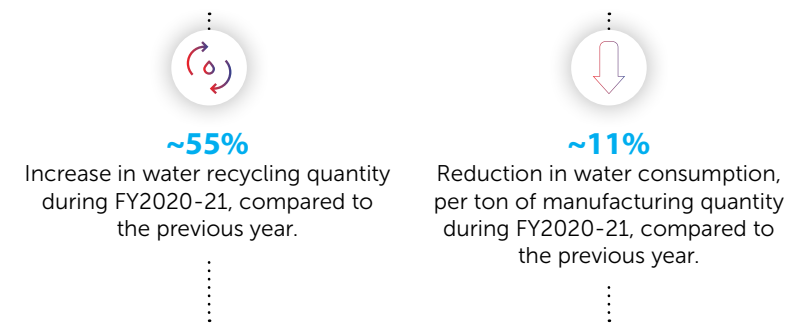 ~55%
Increase in water recycling quantity
during FY2020-21, compared to
the previous year.
~11%
Reduction in water consumption,
per ton of manufacturing quantity
during FY2020-21, compared to
the previous year.